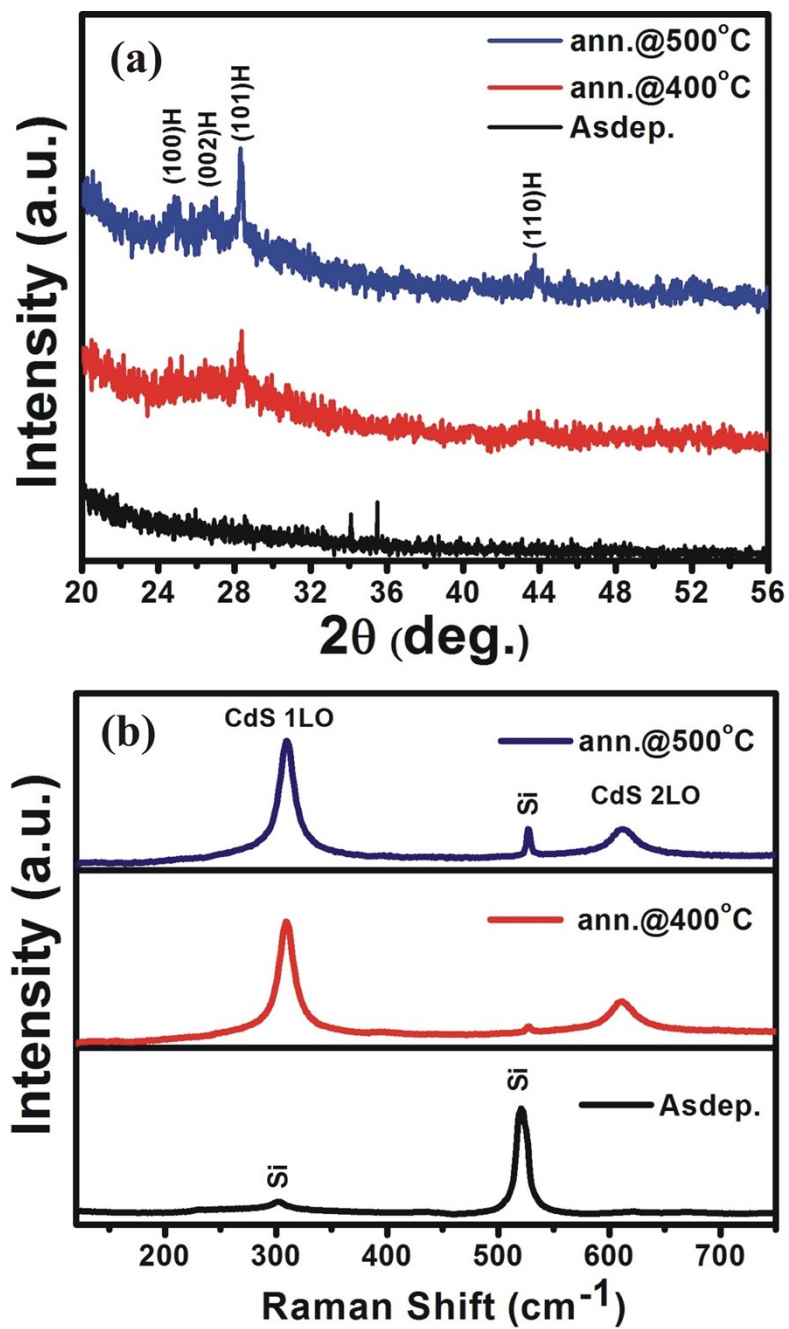 (a)
ann.@500°C
ann.@400°C
Asdep.
(100)H
(002)H
(101)H
(110)H
Intensity (a.u.)
20 24 28 32 36 40 44 48 52 56
2θ (deg.)
(b)
CdS 1LO
ann.@500°C
Si
CdS 2LO
ann.@400°C
Si
Asdep.
Si
Intensity (a.u.)
200 300 400 500 600 700
Raman Shift (cm⁻¹)